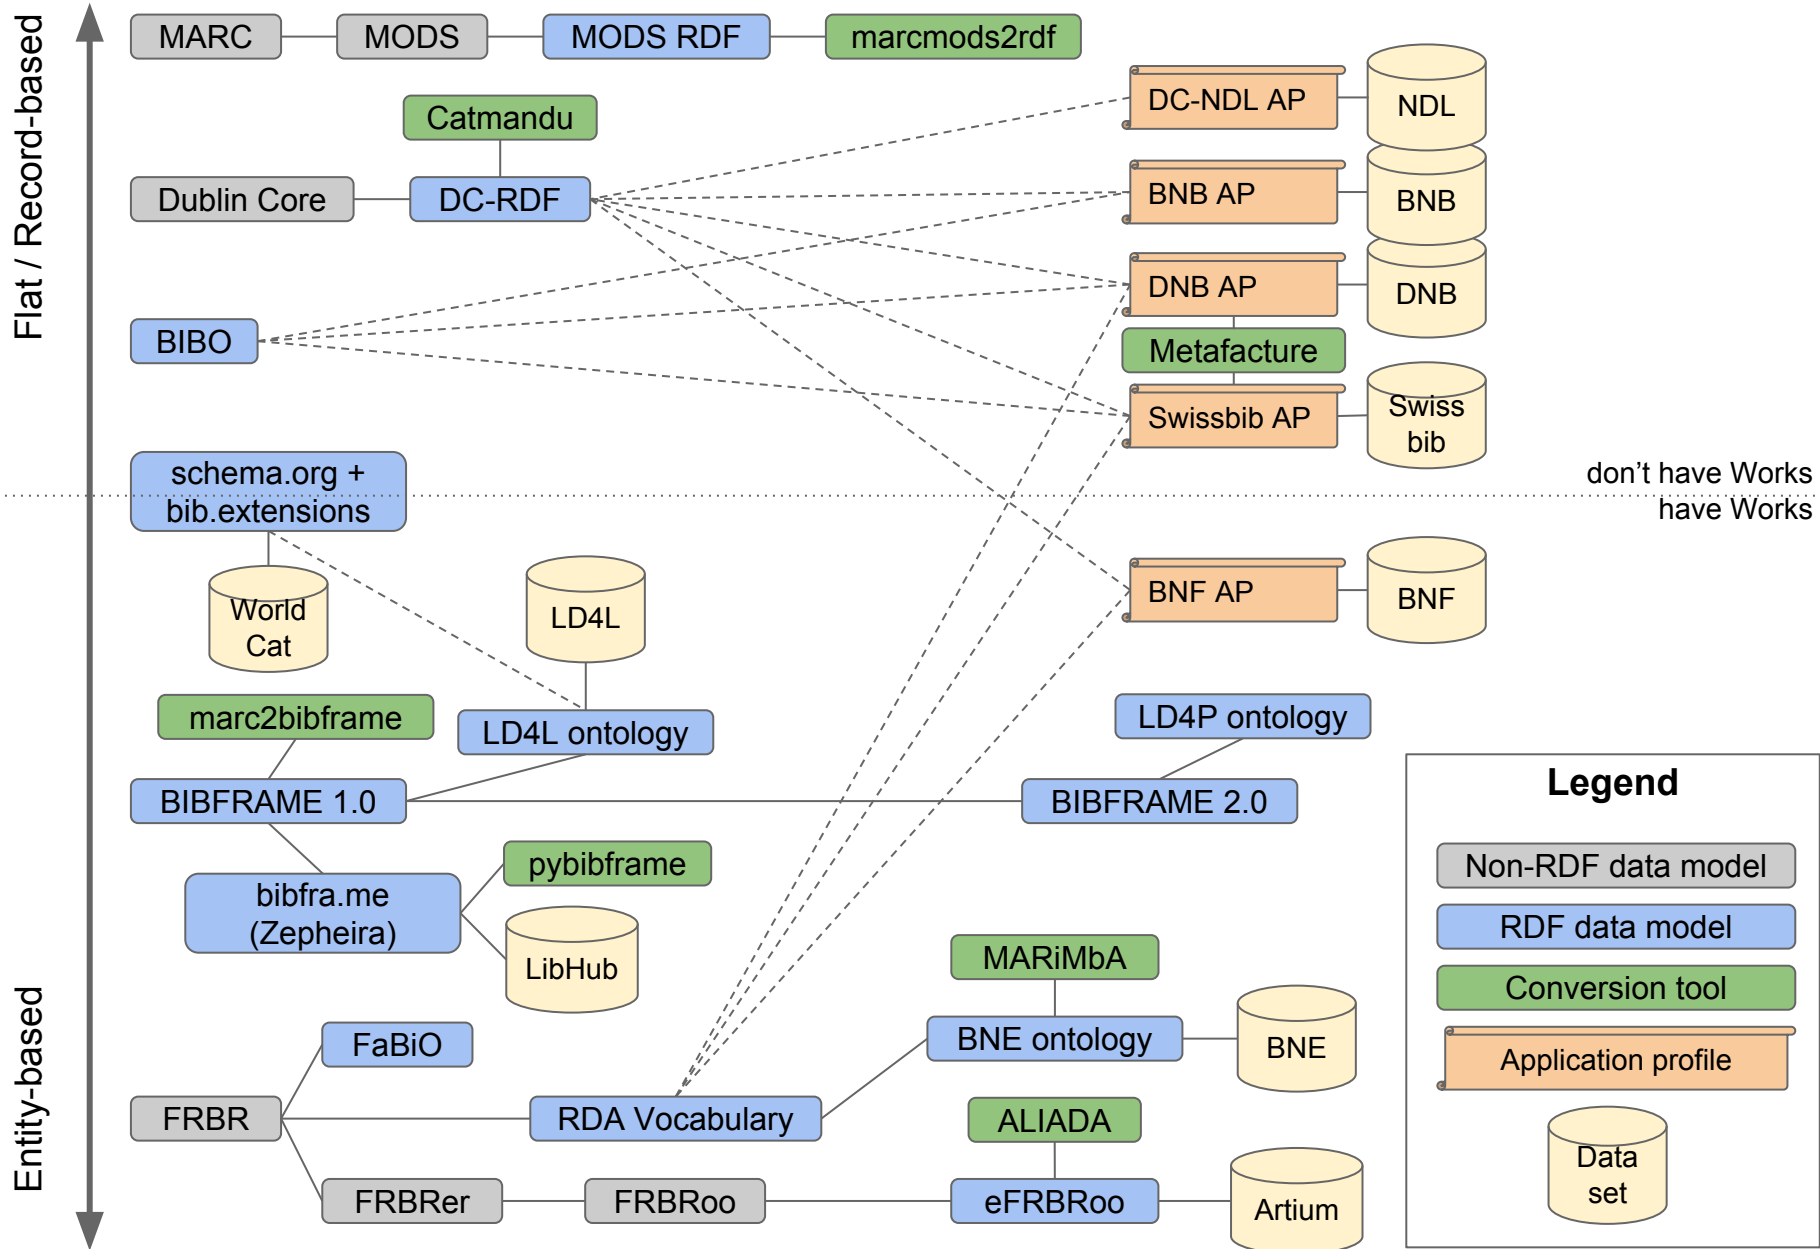 Flat / Record-based
Entity-based
MARC
MODS
MODS RDF
marcmods2rdf
Catmandu
Dublin Core
DC-RDF
BIBO
DC-NDL AP
NDL
BNB AP
BNB
DNB AP
DNB
Metafacture
Swissbib AP
Swiss
bib
schema.org +
bib.extensions
don't have Works
have Works
World
Cat
LD4L
BNF AP
BNF
marc2bibframe
LD4L ontology
LD4P ontology
BIBFRAME 1.0
BIBFRAME 2.0
pybibframe
bibfra.me
(Zepheira)
LibHub
MARiMbA
FaBiO
BNE ontology
BNE
FRBR
RDA Vocabulary
ALIADA
FRBRer
FRBRoo
eFRBRoo
Artium
Legend
Non-RDF data model
RDF data model
Conversion tool
Application profile
Data
set